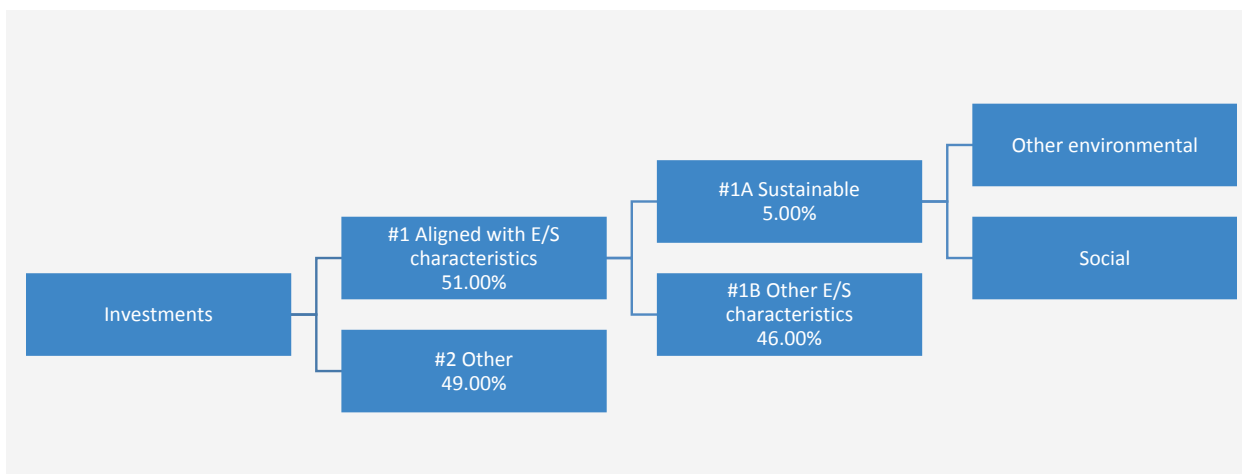 Investments
#1 Aligned with E/S
characteristics
51.00%
#2 Other
49.00%
#1A Sustainable
5.00%
#1B Other E/S
characteristics
46.00%
Other environmental
Social